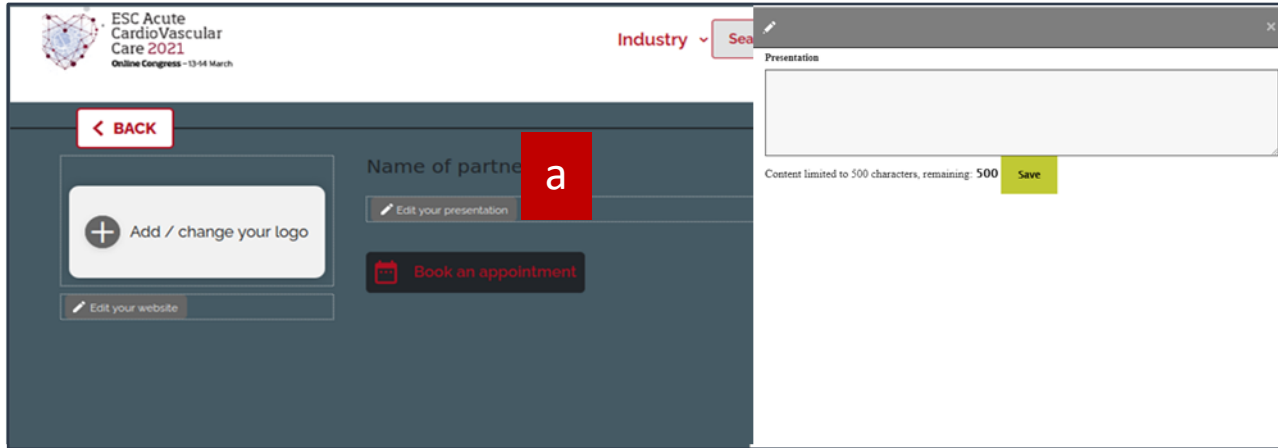 ESC Acute
CardioVascular
Care 2021
Online Congress - 13-14 March
Industry
Sea
BACK
Name of partne
a
Edit your presentation
Add / change your logo
Book an appointment
Edit your website
Presentation
Content limited to 500 characters, remaining: 500
Save